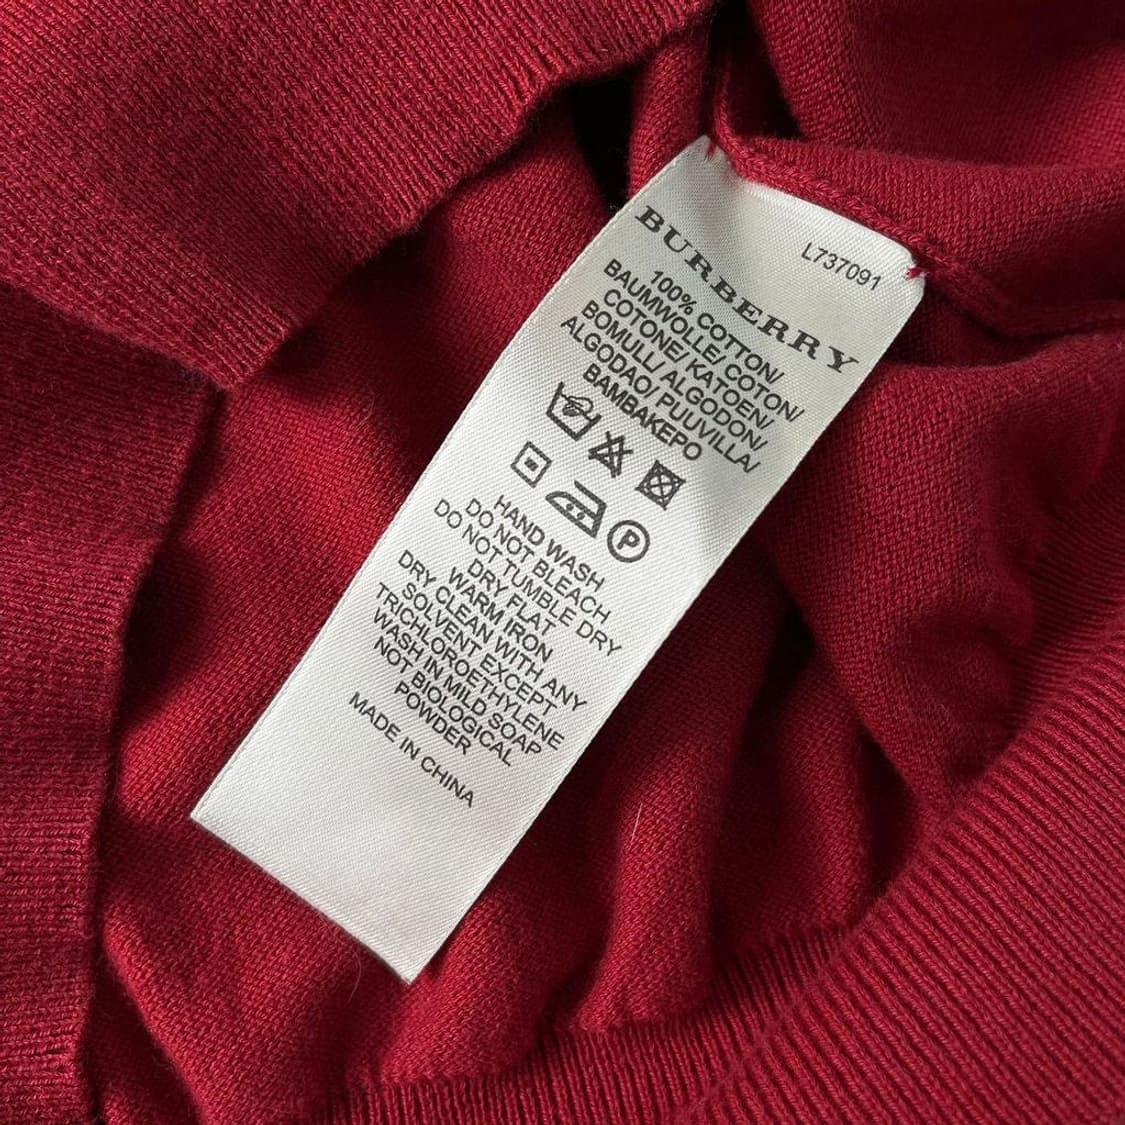 L737091
BURBERRY
100% COTTON/
BAUMWOLLE/ COTON/
COTONE/ KATOEN/
BOMULL/ ALGODON/
ALGODAO/ PUUVILLA/
BAMBAKEPO
P
HAND WASH
DO NOT BLEACH
DO NOT TUMBLE DRY
DRY FLAT
WARM IRON
DRY CLEAN WITH ANY
SOLVENT EXCEPT
TRICHLOROETHYLENE
WASH IN MILD SOAP
NOT BIOLOGICAL
POWDER
MADE IN CHINA